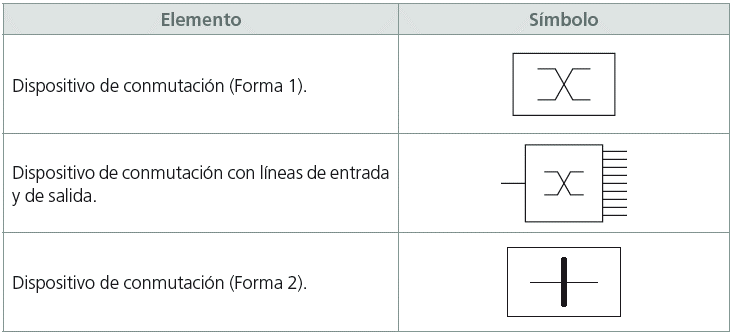 Elemento
Símbolo
Dispositivo de conmutación (Forma 1).
Dispositivo de conmutación con líneas de entrada
y de salida.
Dispositivo de conmutación (Forma 2).